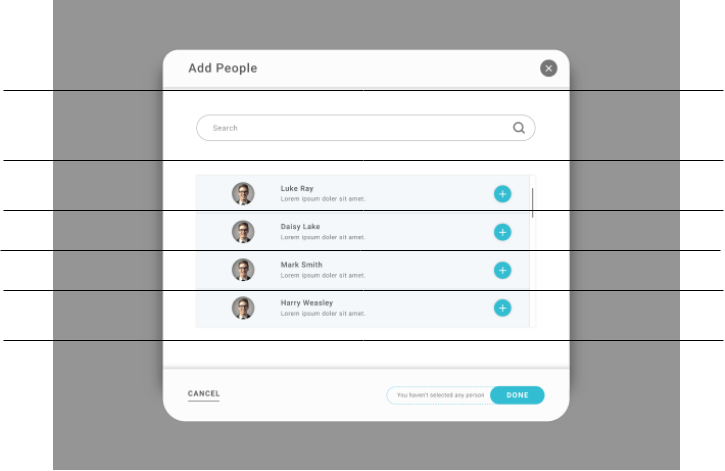 Add People
Search
Luke Ray
Lorem ipsum doler sit amet.
Daisy Lake
Lorem ipsum doler sit amet.
Mark Smith
Lorem ipsum doler sit amet.
Harry Weasley
Lorem ipsum doler sit amet.
CANCEL
You haven't selected any person
DONE